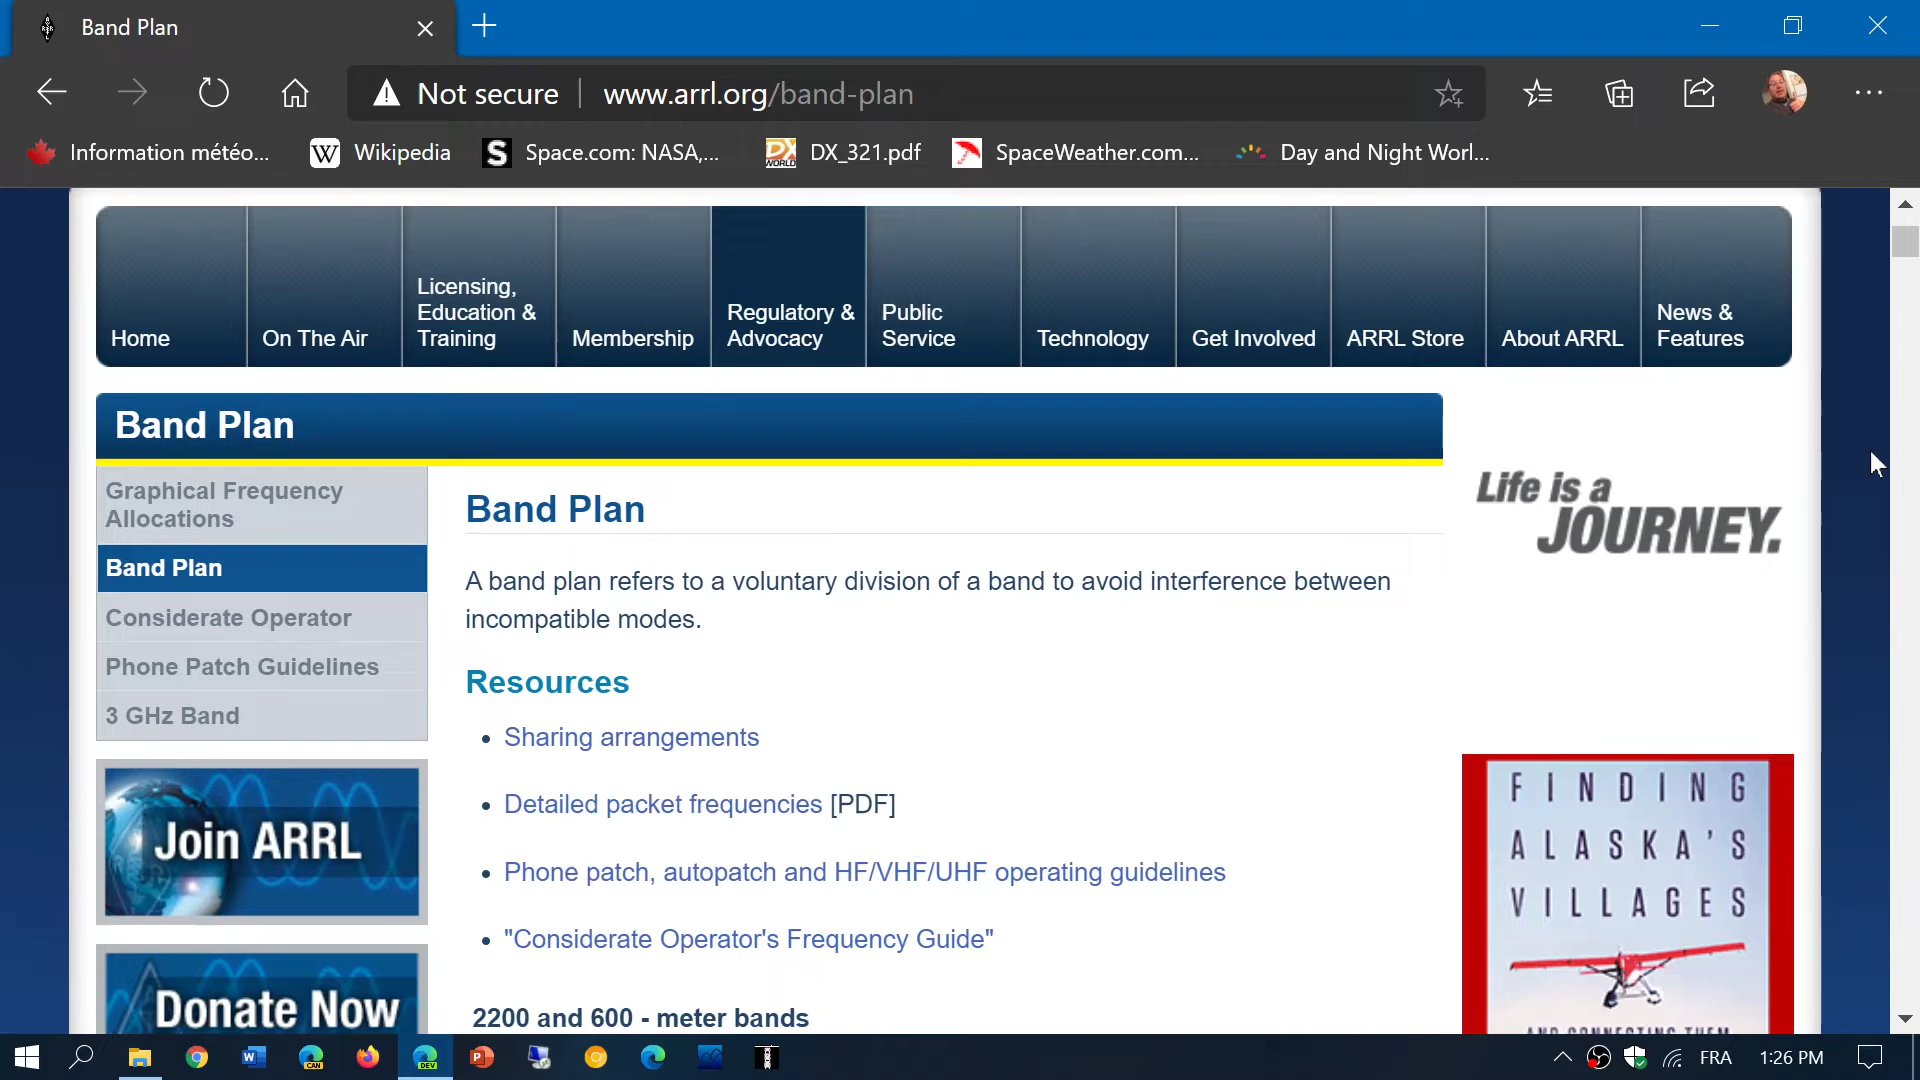 Band Plan
Not secure
www.arrl.org/band-plan
Information météo...
Wikipedia
Space.com: NASA,...
DX_321.pdf
SpaceWeather.com...
Day and Night Worl...
Home
On The Air
Licensing,
Education &
Training
Membership
Regulatory &
Advocacy
Public
Service
Technology
Get Involved
ARRL Store
About ARRL
News &
Features
Band Plan
Graphical Frequency
Allocations
Band Plan
Considerate Operator
Phone Patch Guidelines
3 GHz Band
Join ARRL
Donate Now
Band Plan
A band plan refers to a voluntary division of a band to avoid interference between
incompatible modes.
Resources
• Sharing arrangements
• Detailed packet frequencies [PDF]
• Phone patch, autopatch and HF/VHF/UHF operating guidelines
• "Considerate Operator's Frequency Guide"
2200 and 600 - meter bands
Life is a
JOURNEY.
FINDING
ALASKA'S
VILLAGES
AND CONNECTING THEM
CAN
DEV
FRA
1:26 PM